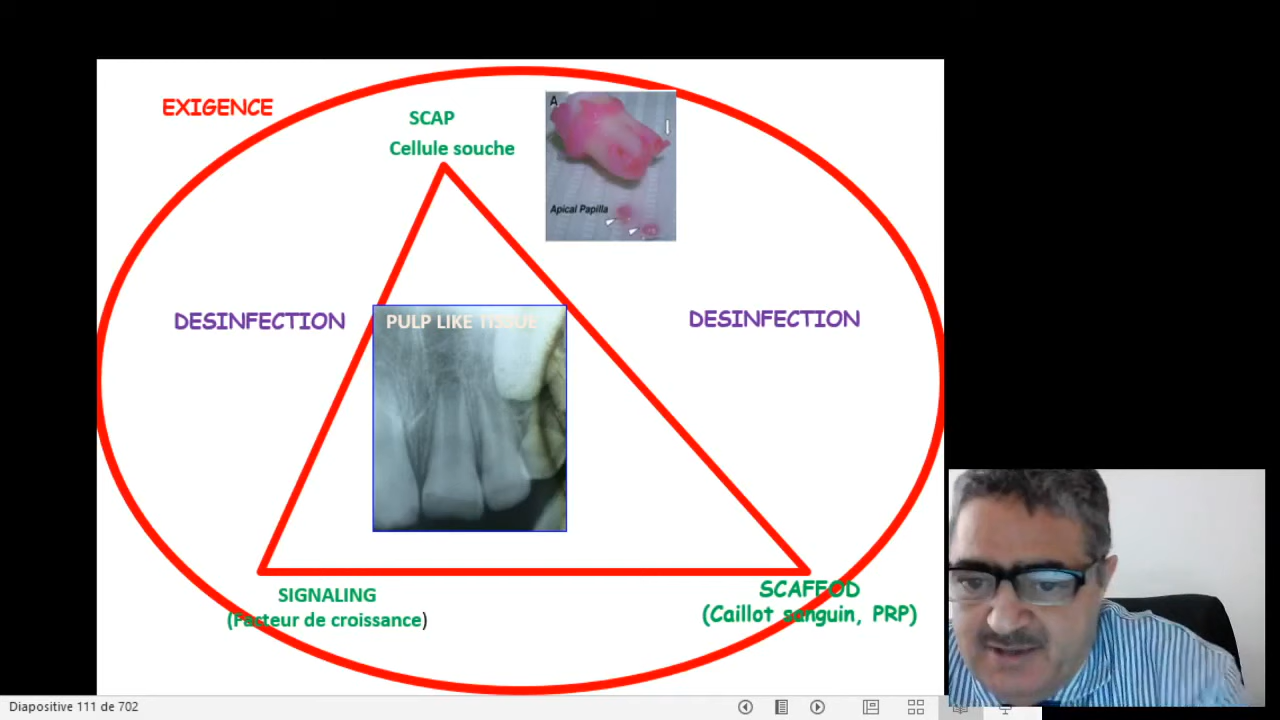 EXIGENCE
SCAP
Cellule souche
A
Apical Papilla
DESINFECTION
PULP LIKE TISSUE
DESINFECTION
SIGNALING
(Facteur de croissance)
SCAFFOD
(Caillot sanguin, PRP)
Diapositive 111 de 702